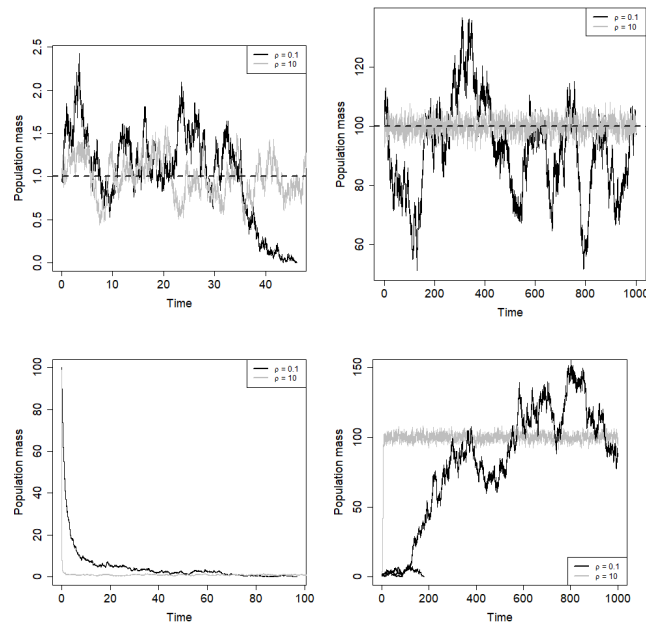 ρ = 0.1
ρ = 10
Population mass
2.5
2.0
1.5
1.0
0.5
0.0
0
10
20
30
40
Time
ρ = 0.1
ρ = 10
Population mass
120
100
80
60
0
200
400
600
800
1000
Time
ρ = 0.1
ρ = 10
Population mass
100
80
60
40
20
0
0
20
40
60
80
100
Time
Population mass
150
100
50
0
ρ = 0.1
ρ = 10
0
200
400
600
800
1000
Time